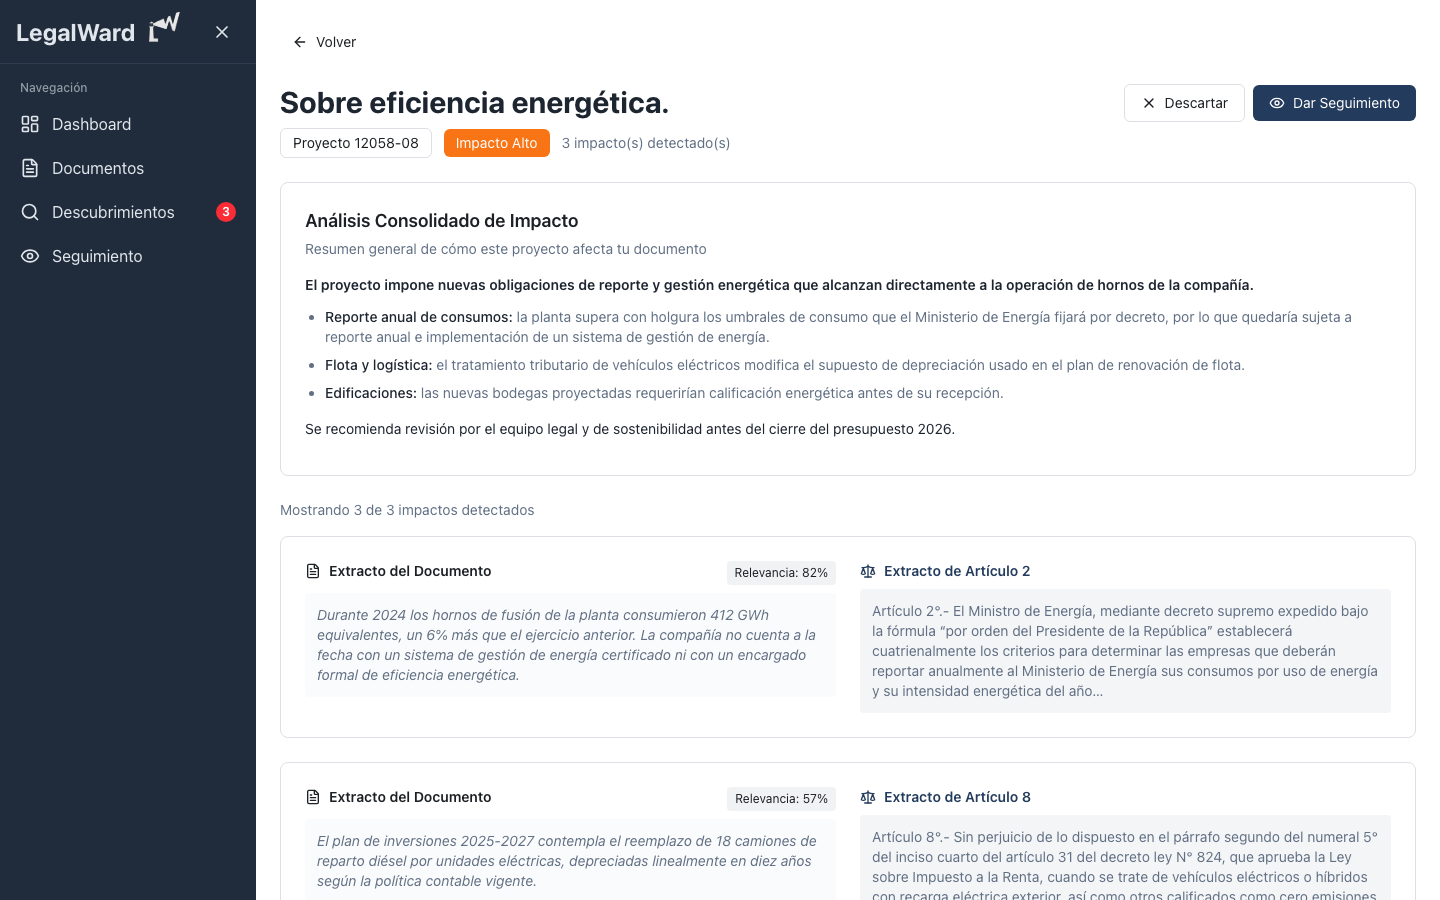 LegalWard
Navegación
Dashboard
Documentos
Descubrimientos
3
Seguimiento
Volver
Sobre eficiencia energética.
Descartar
Dar Seguimiento
Proyecto 12058-08
Impacto Alto
3 impacto(s) detectado(s)
Análisis Consolidado de Impacto
Resumen general de cómo este proyecto afecta tu documento
El proyecto impone nuevas obligaciones de reporte y gestión energética que alcanzan directamente a la operación de hornos de la compañía.
Reporte anual de consumos: la planta supera con holgura los umbrales de consumo que el Ministerio de Energía fijará por decreto, por lo que quedaría sujeta a
reporte anual e implementación de un sistema de gestión de energía.
Flota y logística: el tratamiento tributario de vehículos eléctricos modifica el supuesto de depreciación usado en el plan de renovación de flota.
Edificaciones: las nuevas bodegas proyectadas requerirían calificación energética antes de su recepción.
Se recomienda revisión por el equipo legal y de sostenibilidad antes del cierre del presupuesto 2026.
Mostrando 3 de 3 impactos detectados
Extracto del Documento
Relevancia: 82%
Durante 2024 los hornos de fusión de la planta consumieron 412 GWh
equivalentes, un 6% más que el ejercicio anterior. La compañía no cuenta a la
fecha con un sistema de gestión de energía certificado ni con un encargado
formal de eficiencia energética.
Extracto de Artículo 2
Artículo 2°.- El Ministro de Energía, mediante decreto supremo expedido bajo
la fórmula “por orden del Presidente de la República” establecerá
cuatrienalmente los criterios para determinar las empresas que deberán
reportar anualmente al Ministerio de Energía sus consumos por uso de energía
y su intensidad energética del año…
Extracto del Documento
Relevancia: 57%
El plan de inversiones 2025-2027 contempla el reemplazo de 18 camiones de
reparto diésel por unidades eléctricas, depreciadas linealmente en diez años
según la política contable vigente.
Extracto de Artículo 8
Artículo 8°.- Sin perjuicio de lo dispuesto en el párrafo segundo del numeral 5°
del inciso cuarto del artículo 31 del decreto ley N° 824, que aprueba la Ley
sobre Impuesto a la Renta, cuando se trate de vehículos eléctricos o híbridos
con recarga eléctrica exterior, así como otros calificados como cero emisiones